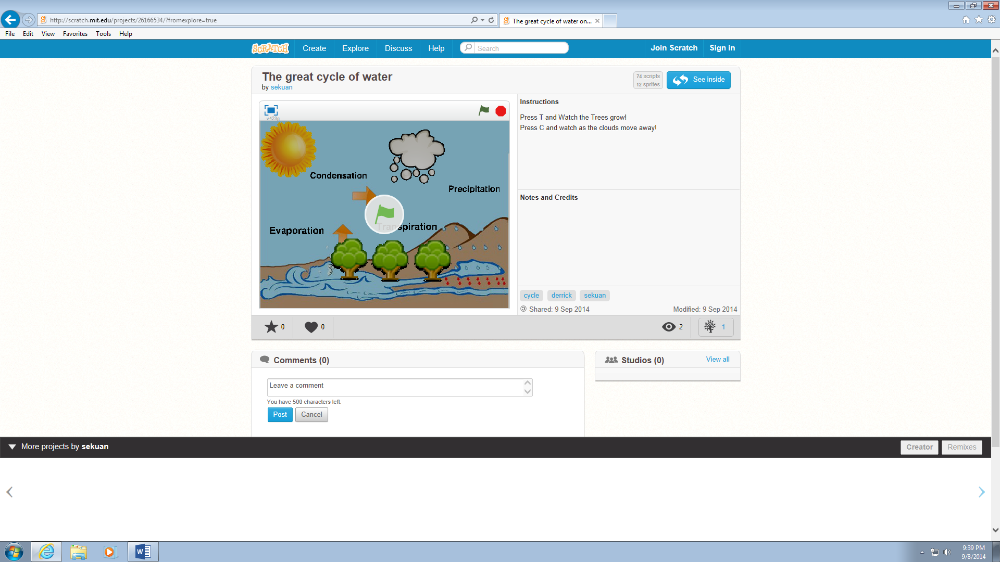 http://scratch.mit.edu/projects/26166534/?fromexplore=true
The great cycle of water on...
File Edit View Favorites Tools Help
SCRATCH Create Explore Discuss Help Search Join Scratch Sign in
The great cycle of water
by sekuan
74 scripts
12 sprites
See inside
v423g
Condensation
Precipitation
Evaporation
Transpiration
Instructions
Press T and Watch the Trees grow!
Press C and watch as the clouds move away!
Notes and Credits
cycle derrick sekuan
Shared: 9 Sep 2014 Modified: 9 Sep 2014
0 0 2 1
Comments (0)
Leave a comment
You have 500 characters left.
Post Cancel
Studios (0) View all
More projects by sekuan Creator Remixes
9:39 PM
9/8/2014